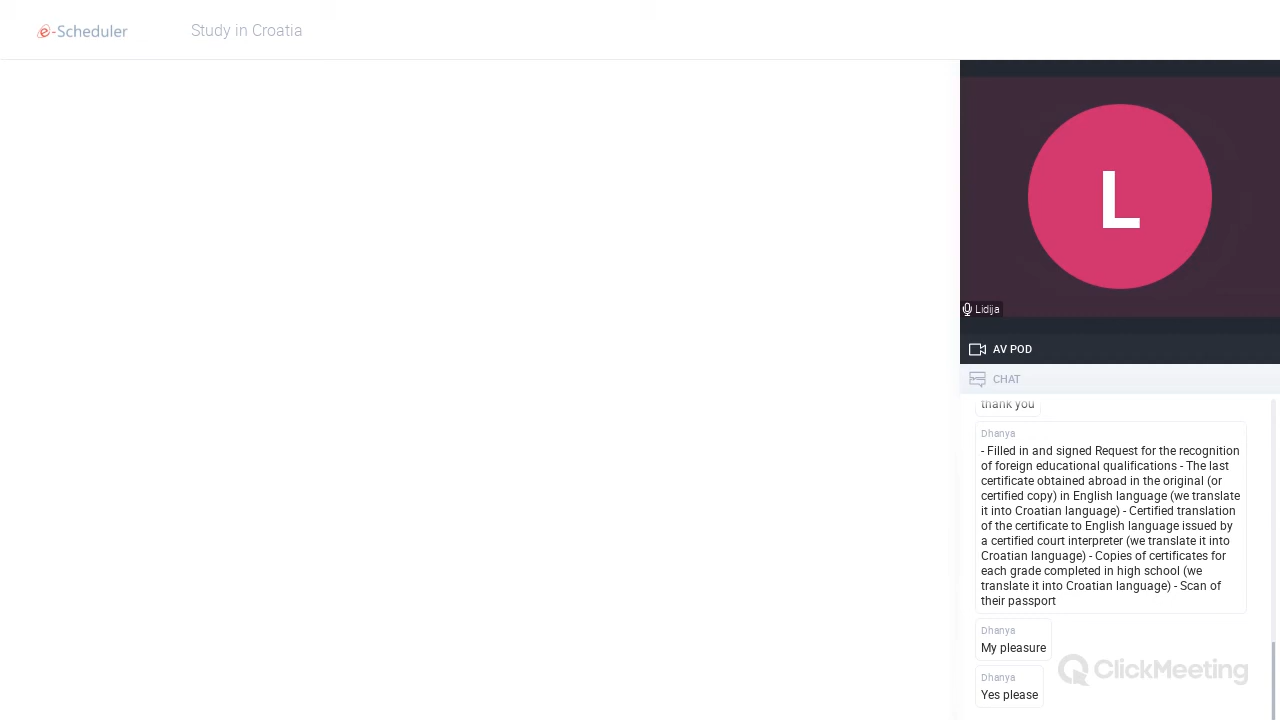 e-Scheduler
Study in Croatia
L
Lidija
AV POD
CHAT
thank you
Dhanya
- Filled in and signed Request for the recognition
of foreign educational qualifications - The last
certificate obtained abroad in the original (or
certified copy) in English language (we translate
it into Croatian language) - Certified translation
of the certificate to English language issued by
a certified court interpreter (we translate it into
Croatian language) - Copies of certificates for
each grade completed in high school (we
translate it into Croatian language) - Scan of
their passport
Dhanya
My pleasure
Dhanya
Yes please
ClickMeeting